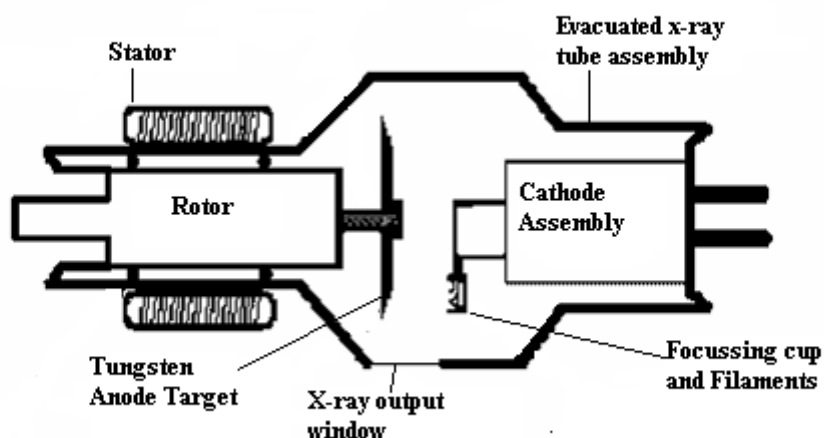 Stator
Evacuated x-ray
tube assembly
Rotor
Cathode
Assembly
Tungsten
Anode Target
X-ray output
window
Focussing cup
and Filaments